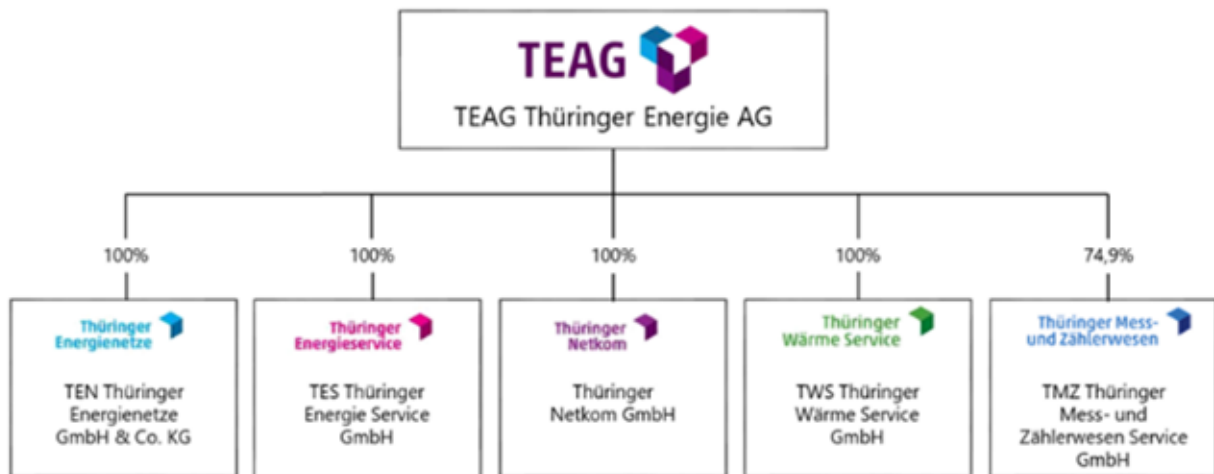 TEAG
TEAG Thüringer Energie AG
100%
100%
100%
100%
74,9%
Thüringer
Energienetze
TEN Thüringer
Energienetze
GmbH & Co. KG
Thüringer
Energieservice
TES Thüringer
Energie Service
GmbH
Thüringer
Netkom
Thüringer
Netkom GmbH
Thüringer
Wärme Service
TWS Thüringer
Wärme Service
GmbH
Thüringer Mess-
und Zählerwesen
TMZ Thüringer
Mess- und
Zählerwesen Service
GmbH